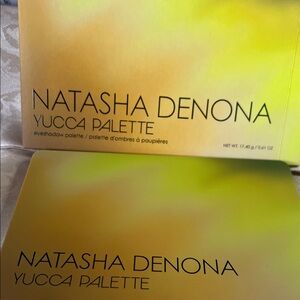 NATASHA DENONA
YUCCA PALETTE
eyeshadow palette / palette d'ombres à paupières
NET WT. 17.40 g / 0.61 OZ
NATASHA DENONA
YUCCA PALETTE